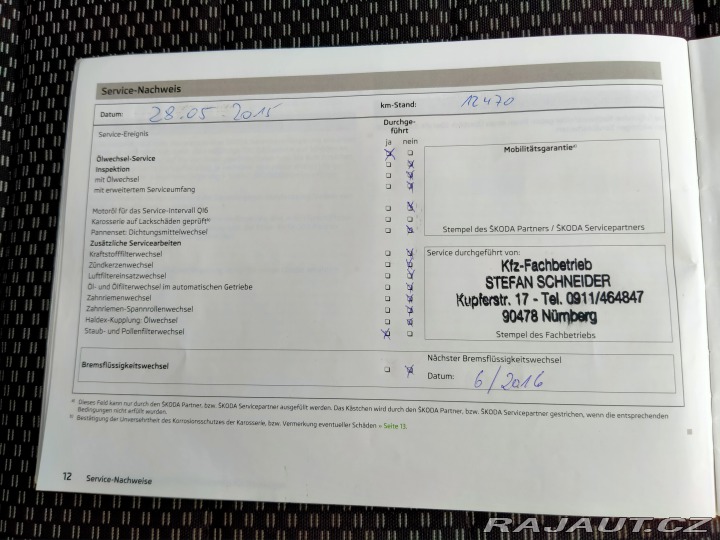 Service-Nachweis
Datum: 28.05.2015 km-Stand: 12470
Service-Ereignis Durchge-
führt
ja nein
Ölwechsel-Service
Inspektion
mit Ölwechsel
mit erweitertem Serviceumfang
Motoröl für das Service-Intervall QI6
Karosserie auf Lackschäden geprüft
Pannenset: Dichtungsmittelwechsel
Zusätzliche Servicearbeiten
Kraftstofffilterwechsel
Zündkerzenwechsel
Luftfiltereinsatzwechsel
Öl- und Ölfilterwechsel im automatischen Getriebe
Zahnriemenwechsel
Zahnriemen-Spannrollenwechsel
Haldex-Kupplung: Ölwechsel
Staub- und Pollenfilterwechsel
Mobilitätsgarantie
Stempel des ŠKODA Partners / ŠKODA Servicepartners
Service durchgeführt von:
Kfz-Fachbetrieb
STEFAN SCHNEIDER
Kupferstr. 17 - Tel. 0911/464847
90478 Nürnberg
Stempel des Fachbetriebs
Bremsflüssigkeitswechsel
Nächster Bremsflüssigkeitswechsel
Datum: 6/2016
Dieses Feld kann nur durch den ŠKODA Partner, bzw. ŠKODA Servicepartner ausgefüllt werden. Das Kästchen wird durch den ŠKODA Partner, bzw. ŠKODA Servicepartner gestrichen, wenn die entsprechenden
Bedingungen nicht erfüllt wurden.
Bestätigung der Unversehrtheit des Korrosionsschutzes der Karosserie, bzw. Vermerkung eventueller Schäden » Seite 13.
12 Service-Nachweise
RAJAUT.CZ